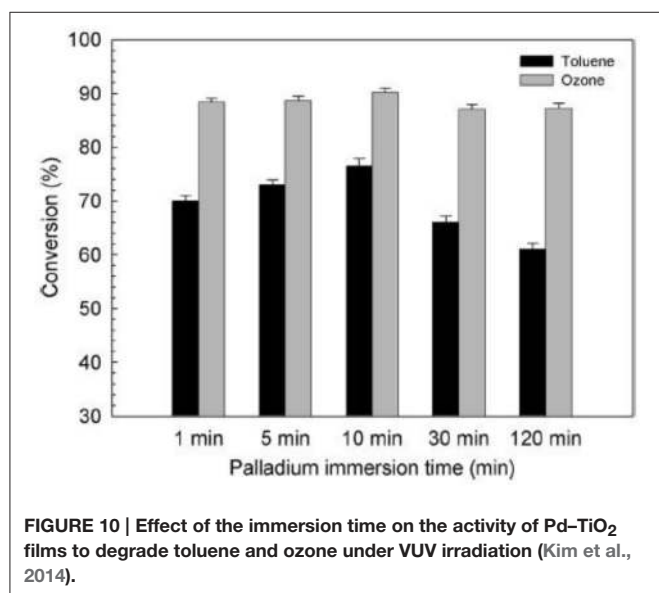 100
90
80
70
60
50
40
30
Conversion (%)
Toluene
Ozone
1 min 5 min 10 min 30 min 120 min
Palladium immersion time (min)
FIGURE 10 | Effect of the immersion time on the activity of Pd–TiO2
films to degrade toluene and ozone under VUV irradiation (Kim et al.,
2014).